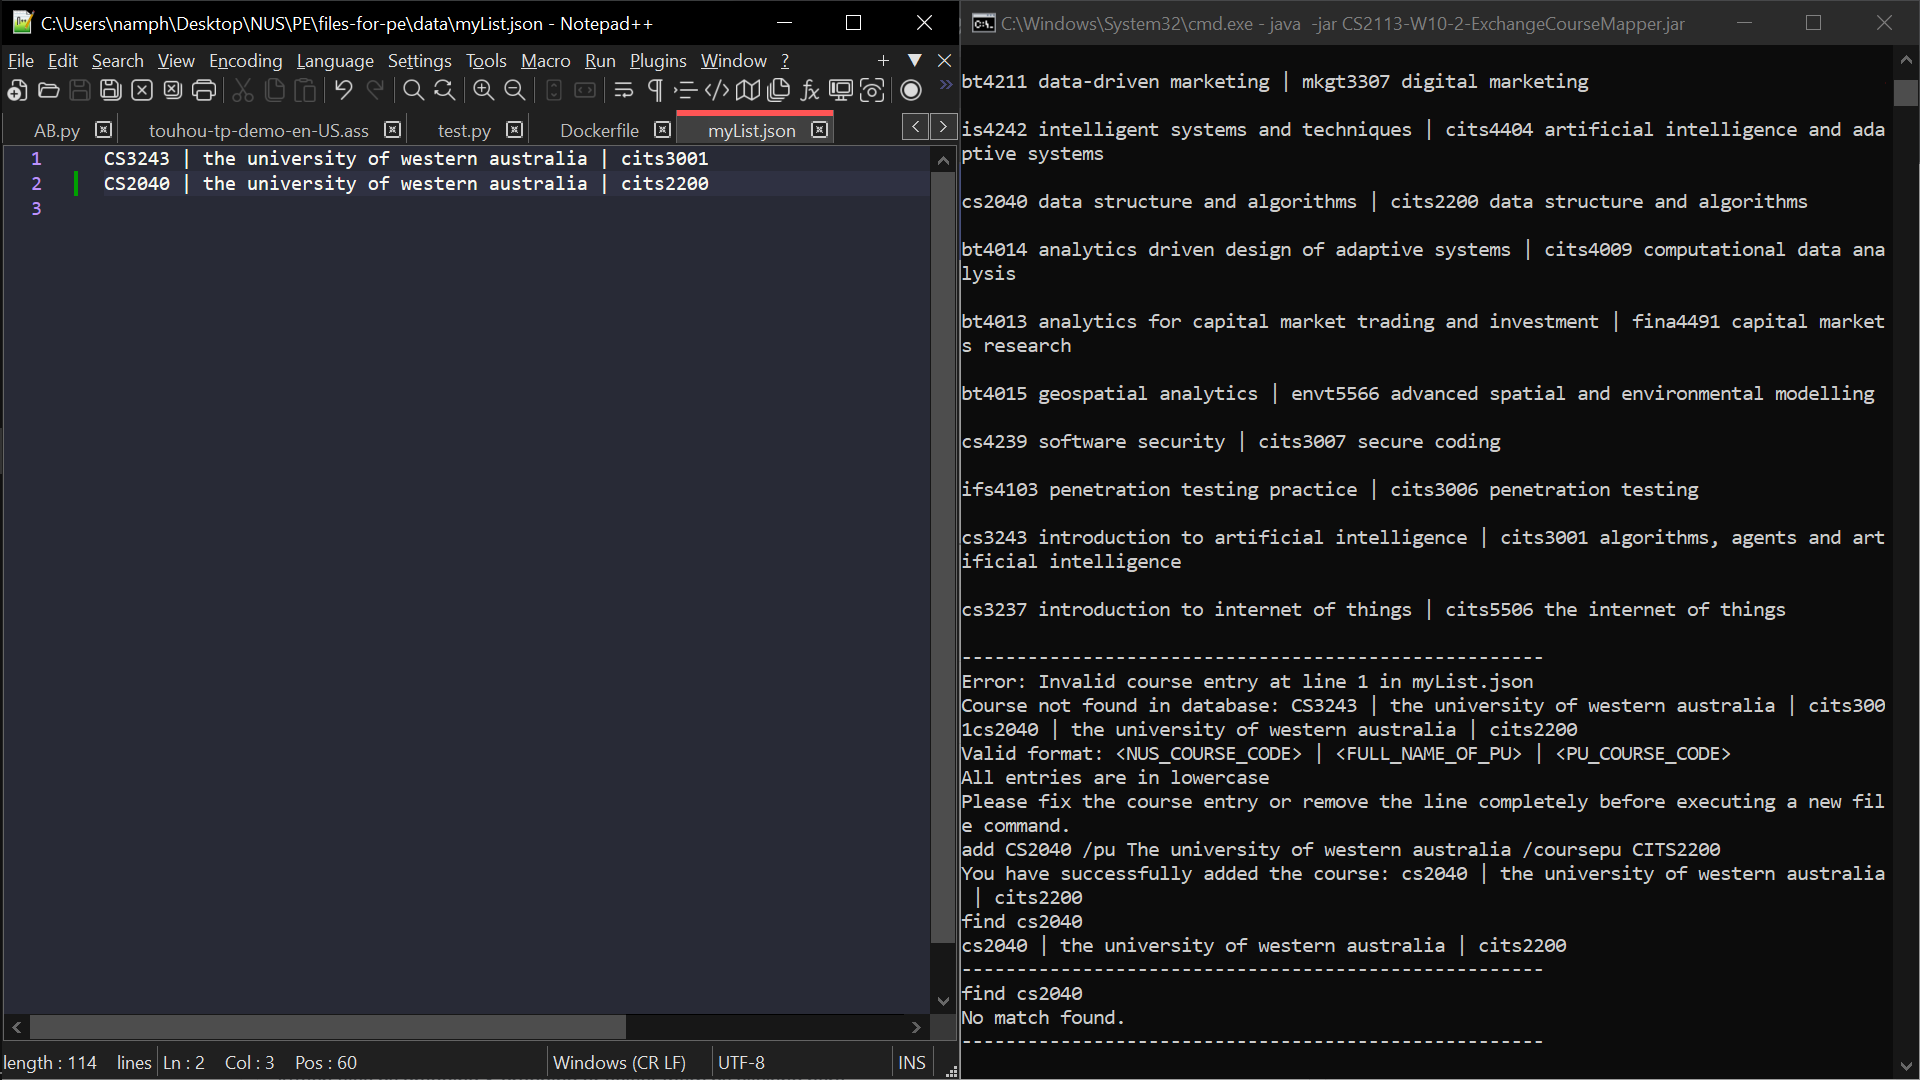 C:\Users\namph\Desktop\NUS\PE\files-for-pe\data\myList.json - Notepad++
File Edit Search View Encoding Language Settings Tools Macro Run Plugins Window ?
AB.py touhou-tp-demo-en-US.ass test.py Dockerfile myList.json
1 CS3243 | the university of western australia | cits3001
2 CS2040 | the university of western australia | cits2200
3
length : 114 lines Ln : 2 Col : 3 Pos : 60 Windows (CR LF) UTF-8 INS
C:\Windows\System32\cmd.exe - java -jar CS2113-W10-2-ExchangeCourseMapper.jar
bt4211 data-driven marketing | mkgt3307 digital marketing
is4242 intelligent systems and techniques | cits4404 artificial intelligence and ada
ptive systems
cs2040 data structure and algorithms | cits2200 data structure and algorithms
bt4014 analytics driven design of adaptive systems | cits4009 computational data ana
lysis
bt4013 analytics for capital market trading and investment | fina4491 capital market
s research
bt4015 geospatial analytics | envt5566 advanced spatial and environmental modelling
cs4239 software security | cits3007 secure coding
ifs4103 penetration testing practice | cits3006 penetration testing
cs3243 introduction to artificial intelligence | cits3001 algorithms, agents and art
ificial intelligence
cs3237 introduction to internet of things | cits5506 the internet of things
-----------------------------------------------------
Error: Invalid course entry at line 1 in myList.json
Course not found in database: CS3243 | the university of western australia | cits300
1cs2040 | the university of western australia | cits2200
Valid format: <NUS_COURSE_CODE> | <FULL_NAME_OF_PU> | <PU_COURSE_CODE>
All entries are in lowercase
Please fix the course entry or remove the line completely before executing a new fil
e command.
add CS2040 /pu The university of western australia /coursepu CITS2200
You have successfully added the course: cs2040 | the university of western australia
| cits2200
find cs2040
cs2040 | the university of western australia | cits2200
-----------------------------------------------------
find cs2040
No match found.
-----------------------------------------------------